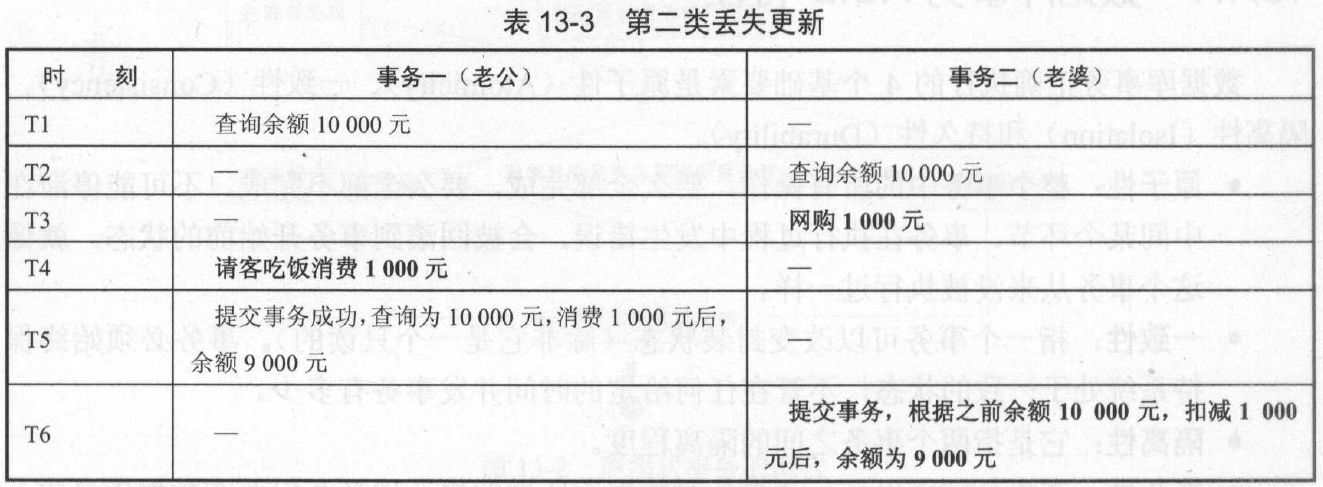 表 13-3 第二类丢失更新
时 刻 事务一（老公） 事务二（老婆）
T1 查询余额 10 000 元 —
T2 — 查询余额 10 000 元
T3 — 网购 1 000 元
T4 请客吃饭消费 1 000 元 —
T5 提交事务成功，查询为 10 000 元，消费 1 000 元后，
余额 9 000 元 —
T6 — 提交事务，根据之前余额 10 000 元，扣减 1 000
元后，余额为 9 000 元